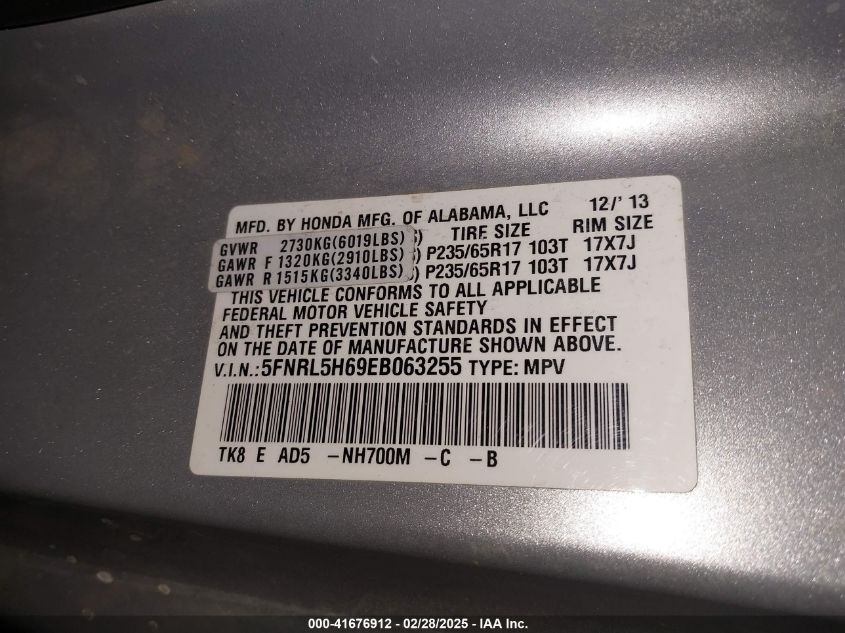 MFD. BY HONDA MFG. OF ALABAMA, LLC 12/' 13
TIRE SIZE RIM SIZE
GVWR 2730KG(6019LBS)
GAWR F 1320KG(2910LBS) ) P235/65R17 103T 17X7J
GAWR R 1515KG(3340LBS) ) P235/65R17 103T 17X7J
THIS VEHICLE CONFORMS TO ALL APPLICABLE
FEDERAL MOTOR VEHICLE SAFETY
AND THEFT PREVENTION STANDARDS IN EFFECT
ON THE DATE OF MANUFACTURE SHOWN ABOVE.
V.I.N.: 5FNRL5H69EB063255 TYPE: MPV
TK8 E AD5 -NH700M -C -B
000-41676912 - 02/28/2025 - IAA Inc.